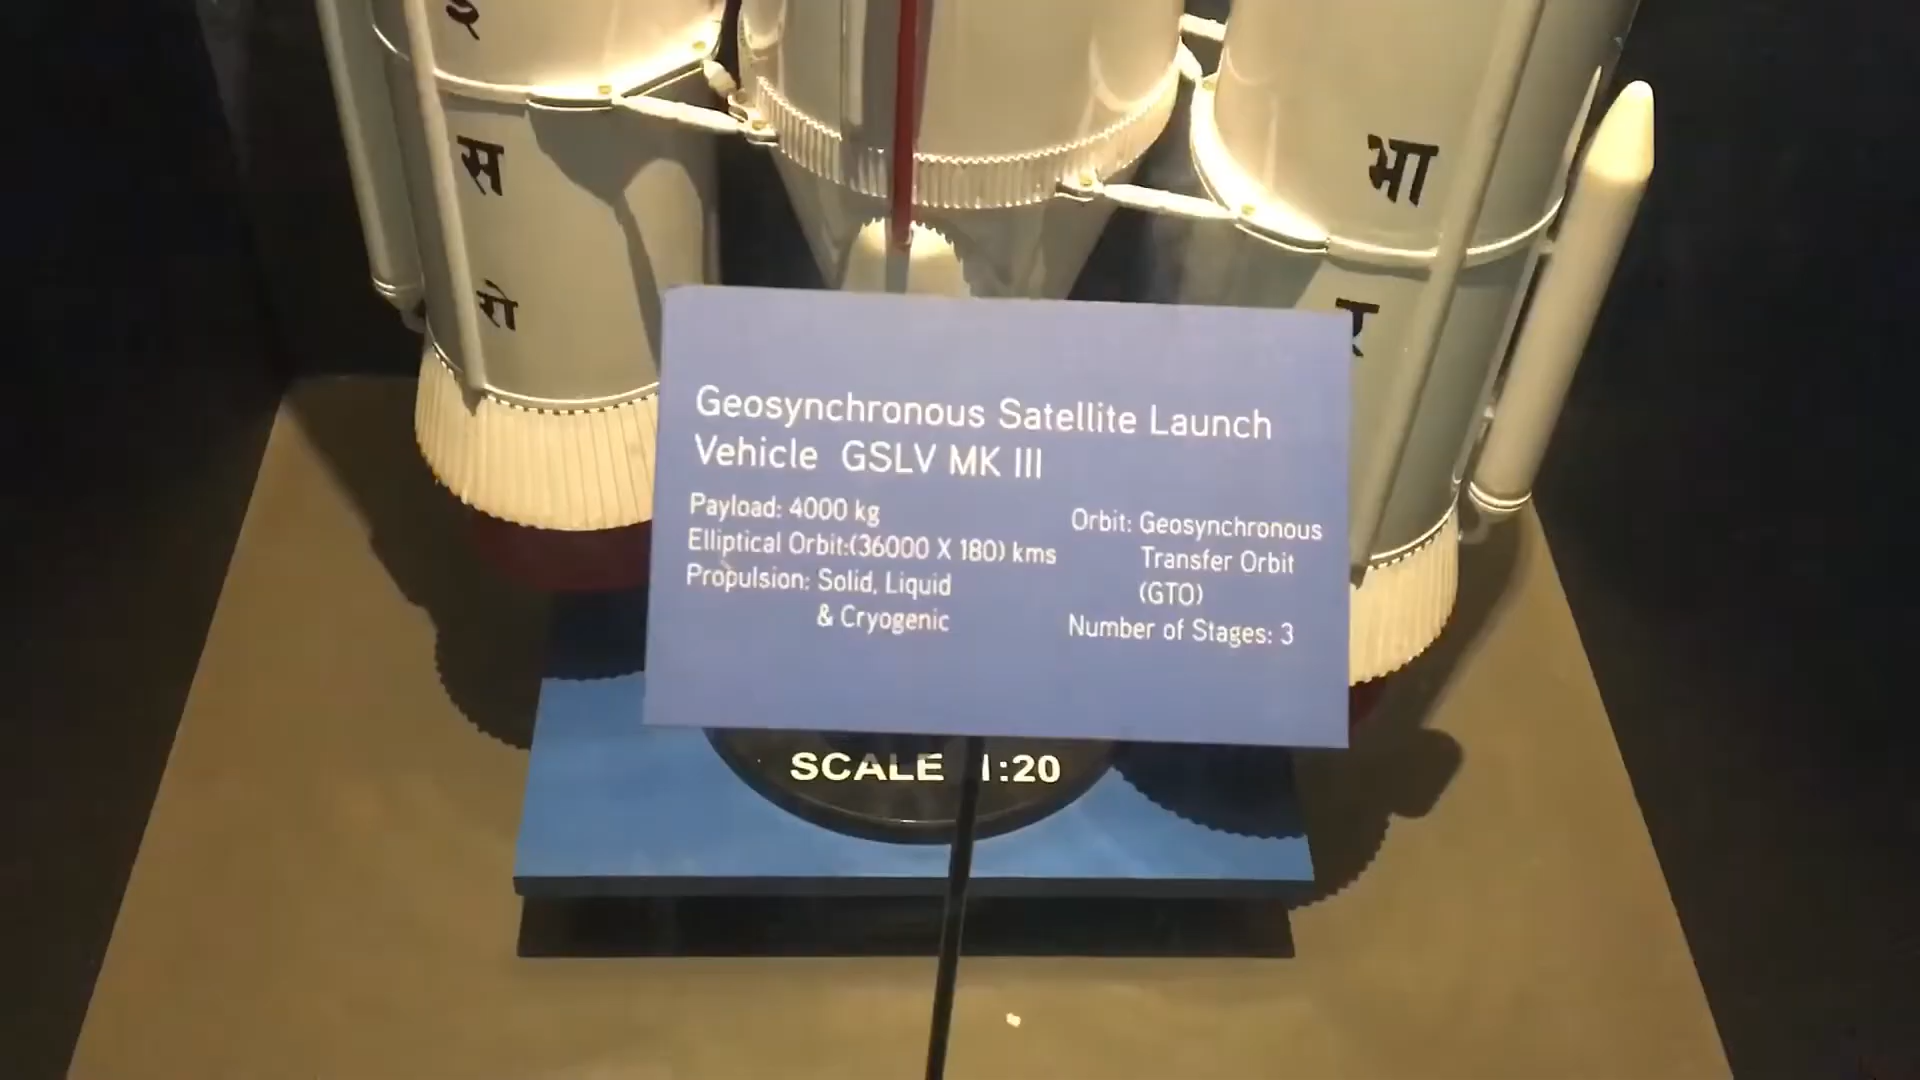 इ
स
रो
भा
र
Geosynchronous Satellite Launch
Vehicle GSLV MK III
Payload: 4000 kg
Elliptical Orbit:(36000 X 180) kms
Propulsion: Solid, Liquid
& Cryogenic
Orbit: Geosynchronous
Transfer Orbit
(GTO)
Number of Stages: 3
SCALE 1:20